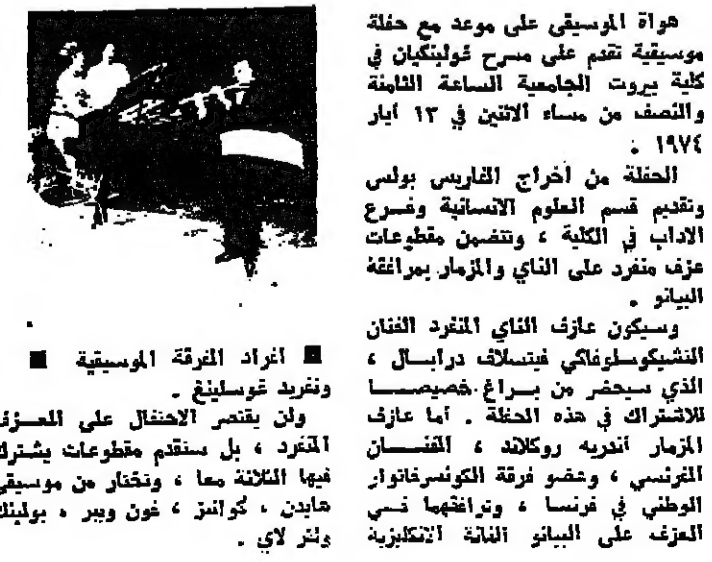 هواة الموسيقى على موعد مع حفلة
موسيقية تقدم على مسرح غولبنكيان في
كلية بيروت الجامعية الساعة الثامنة
والنصف من مساء الاثنين في ١٣ ايار
١٩٧٤ .
الحفلة من اخراج الفاريس بولس
وتقديم قسم العلوم الانسانية وفرع
الاداب في الكلية ، وتتضمن مقطوعات
عزف منفرد على الناي والمزمار بمرافقة
البيانو .
وسيكون عازف الناي المنفرد الفنان
التشيكوسلوفاكي فيتسلاف درابال ،
الذي سيحضر من براغ خصيصا
للاشتراك في هذه الحفلة . أما عازف
المزمار أندريه روكلاند ، الفنان
الفرنسي ، وعضو فرقة الكونسرفاتوار
الوطني في فرنسا ، وترافقهما في
العزف على البيانو الفنانة الانكليزية
■ افراد الفرقة الموسيقية ■
ونفريد غوسلينغ .
ولن يقتصر الاحتفال على العزف
المنفرد ، بل ستقدم مقطوعات يشترك
فيها الثلاثة معا ، وتختار من موسيقى
هايدن ، كوانتز ، فون ويبر ، بولينك
ونتر لاي .